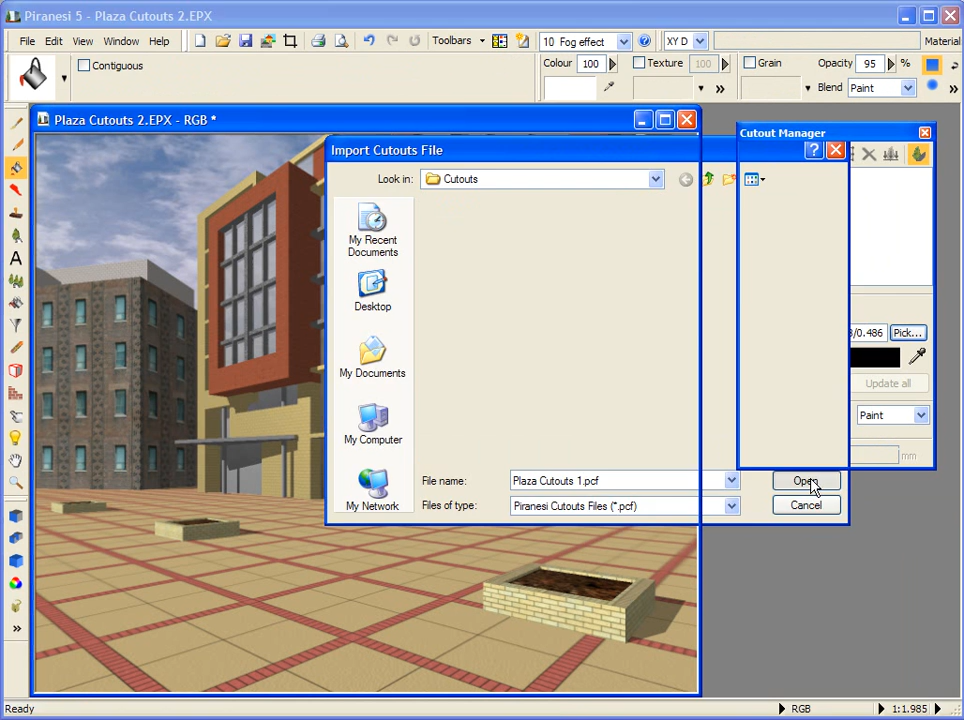 Piranesi 5 - Plaza Cutouts 2.EPX
File Edit View Window Help
Toolbars
10 Fog effect
XY D
Material
Contiguous
Colour 100
Texture 100
Grain
Opacity 95 %
Blend Paint
Plaza Cutouts 2.EPX - RGB *
Cutout Manager
Import Cutouts File
Look in: Cutouts
My Recent
Documents
Desktop
My Documents
My Computer
My Network
File name: Plaza Cutouts 1.pcf
Open
Files of type: Piranesi Cutouts Files (*.pcf)
Cancel
/0.486 Pick...
Update all
Paint
mm
A
Ready
RGB
1:1.985